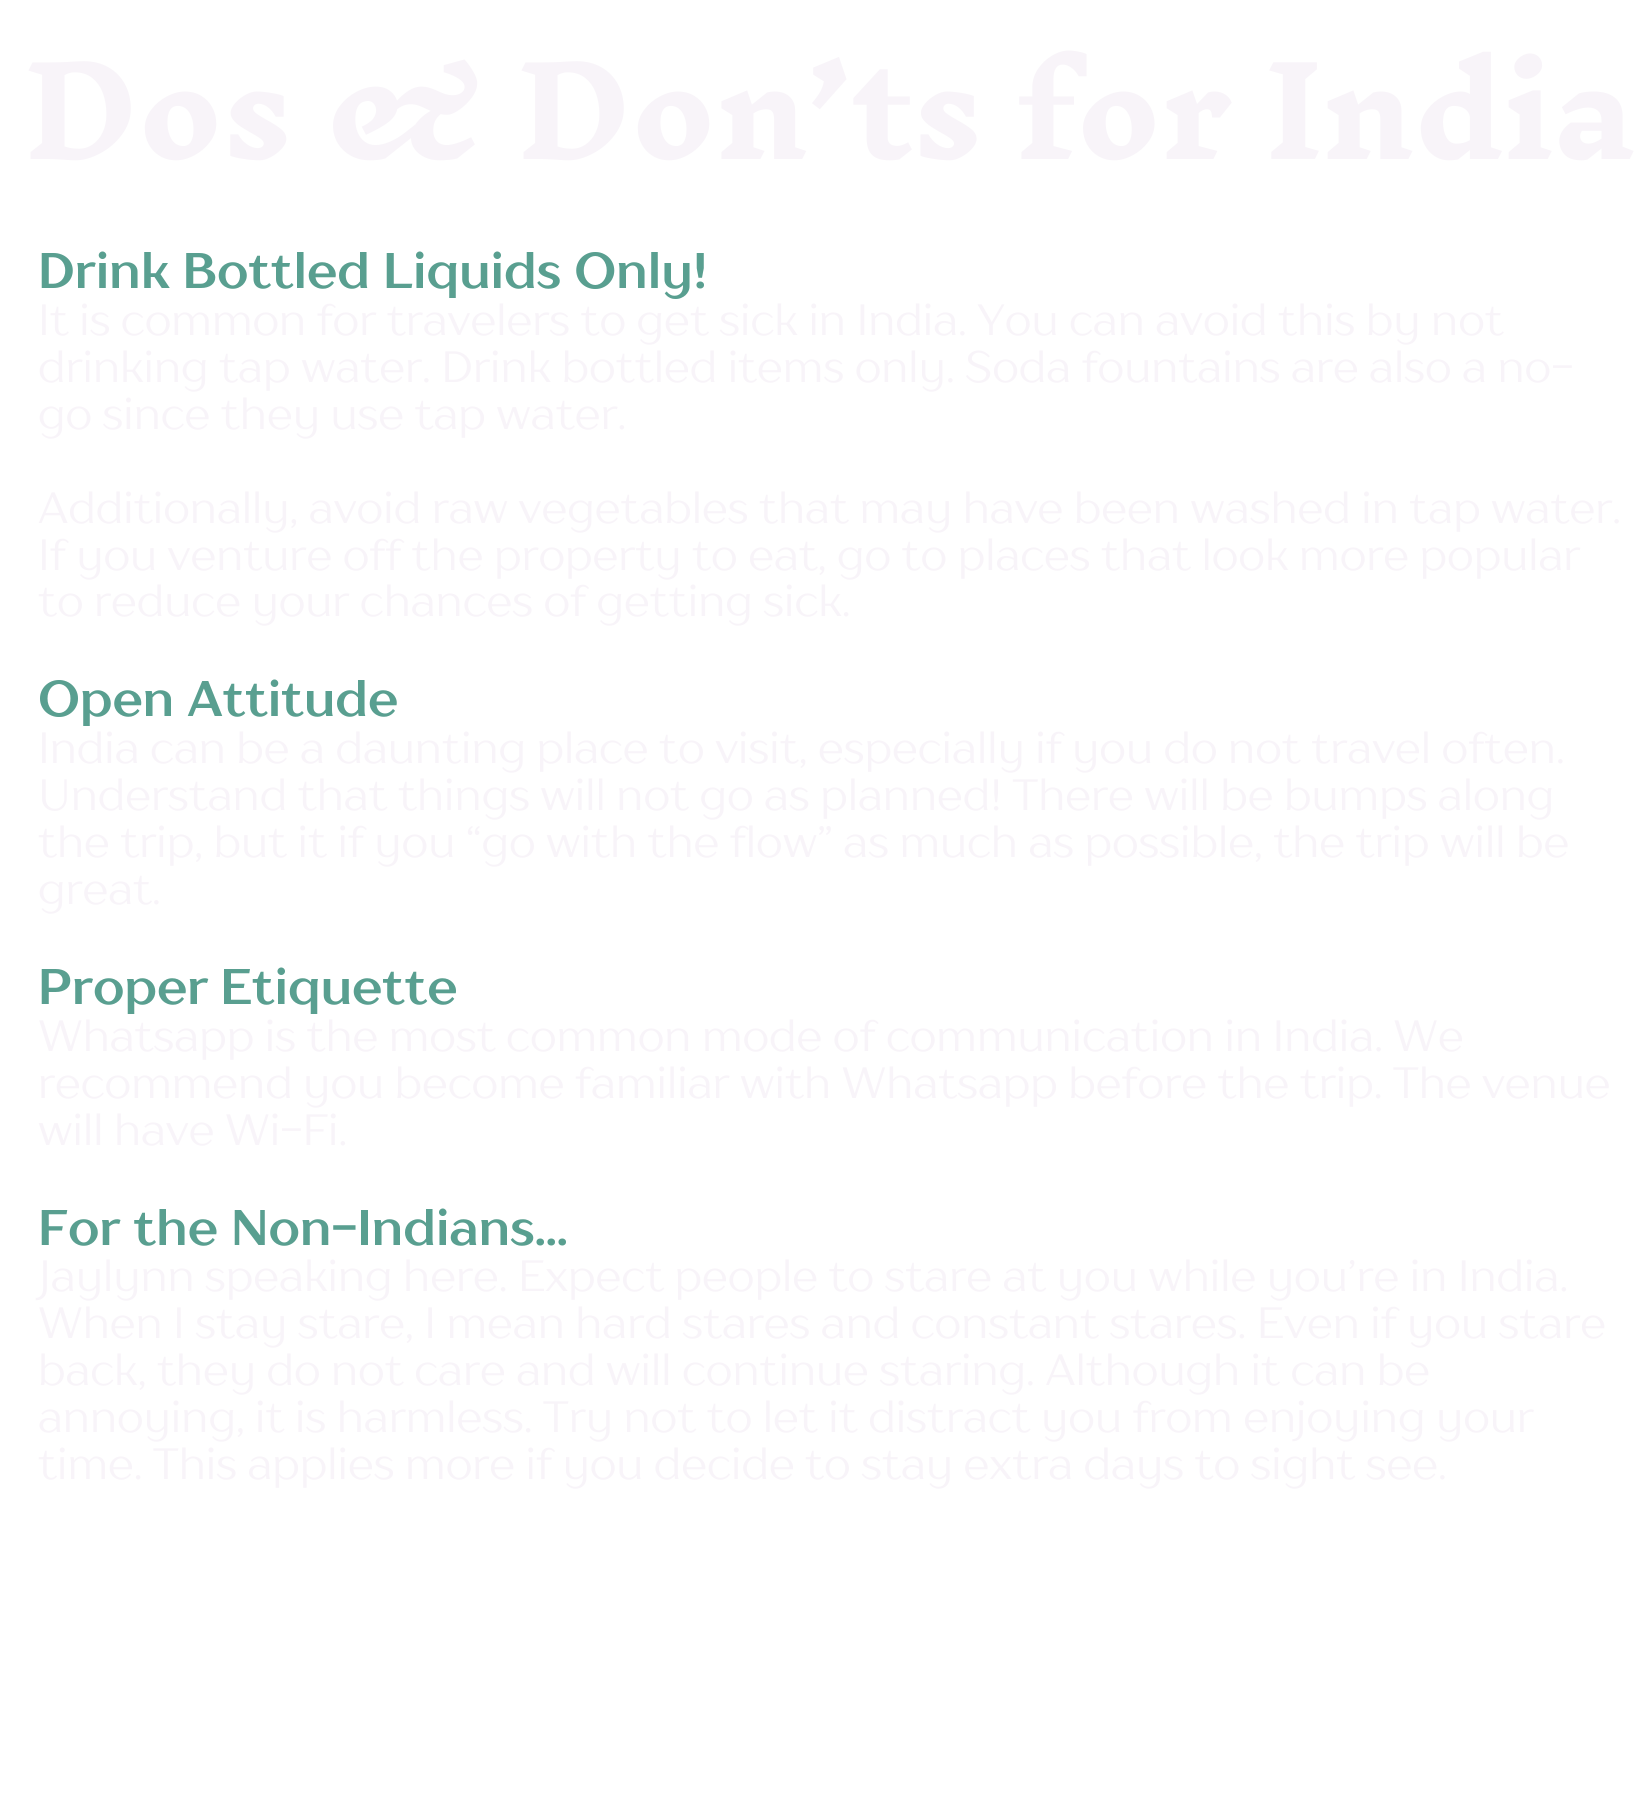 Dos & Don’ts for India
Drink Bottled Liquids Only!
It is common for travelers to get sick in India. You can avoid this by not
drinking tap water. Drink bottled items only. Soda fountains are also a no-
go since they use tap water.
Additionally, avoid raw vegetables that may have been washed in tap water.
If you venture off the property to eat, go to places that look more popular
to reduce your chances of getting sick.
Open Attitude
India can be a daunting place to visit, especially if you do not travel often.
Understand that things will not go as planned! There will be bumps along
the trip, but it if you “go with the flow” as much as possible, the trip will be
great.
Proper Etiquette
Whatsapp is the most common mode of communication in India. We
recommend you become familiar with Whatsapp before the trip. The venue
will have Wi-Fi.
For the Non-Indians...
Jaylynn speaking here. Expect people to stare at you while you’re in India.
When I stay stare, I mean hard stares and constant stares. Even if you stare
back, they do not care and will continue staring. Although it can be
annoying, it is harmless. Try not to let it distract you from enjoying your
time. This applies more if you decide to stay extra days to sight see.